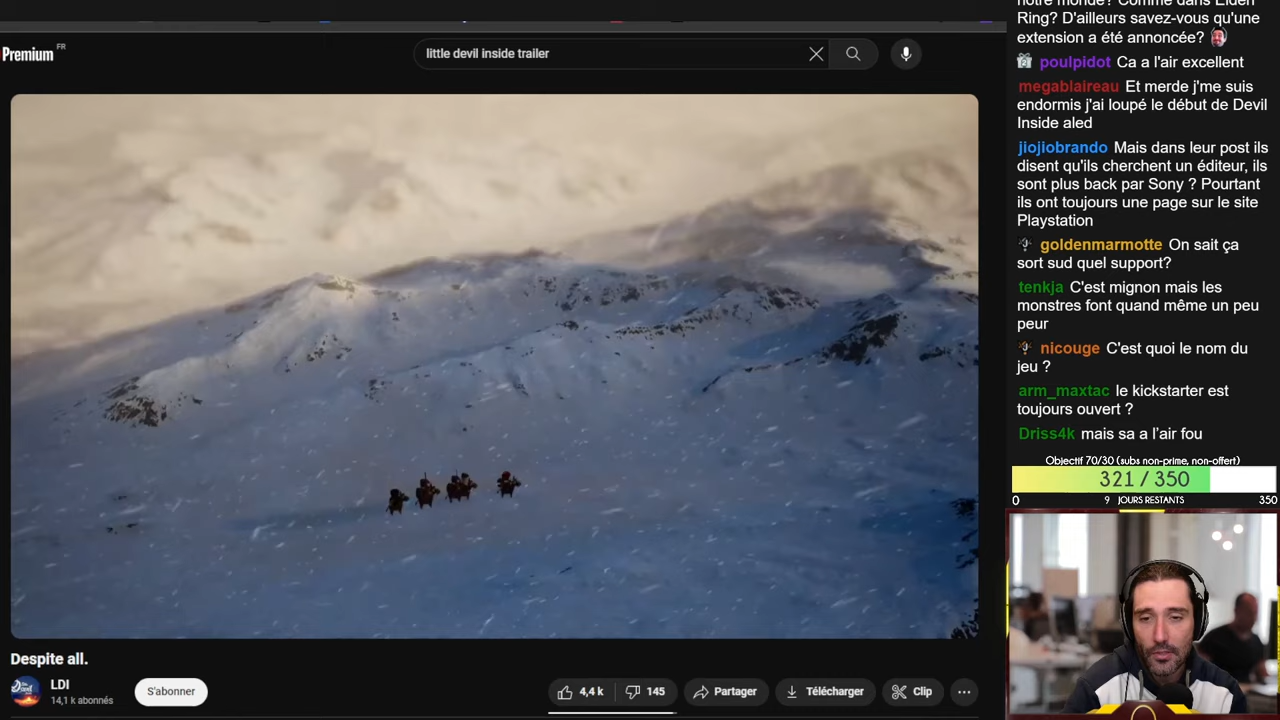 Premium FR
little devil inside trailer
Despite all.
LDI
14,1 k abonnés
S'abonner
4,4 k
145
Partager
Télécharger
Clip
notre monde? Comme dans Elden
Ring? D'ailleurs savez-vous qu'une
extension a été annoncée?
poulpidot Ca a l'air excellent
megablaireau Et merde j'me suis
endormis j'ai loupé le début de Devil
Inside aled
jiojiobrando Mais dans leur post ils
disent qu'ils cherchent un éditeur, ils
sont plus back par Sony ? Pourtant
ils ont toujours une page sur le site
Playstation
goldenmarmotte On sait ça
sort sud quel support?
tenkja C'est mignon mais les
monstres font quand même un peu
peur
nicouge C'est quoi le nom du
jeu ?
arm_maxtac le kickstarter est
toujours ouvert ?
Driss4k mais sa a l'air fou
Objectif 70/30 (subs non-prime, non-offert)
321 / 350
0 9 JOURS RESTANTS 350